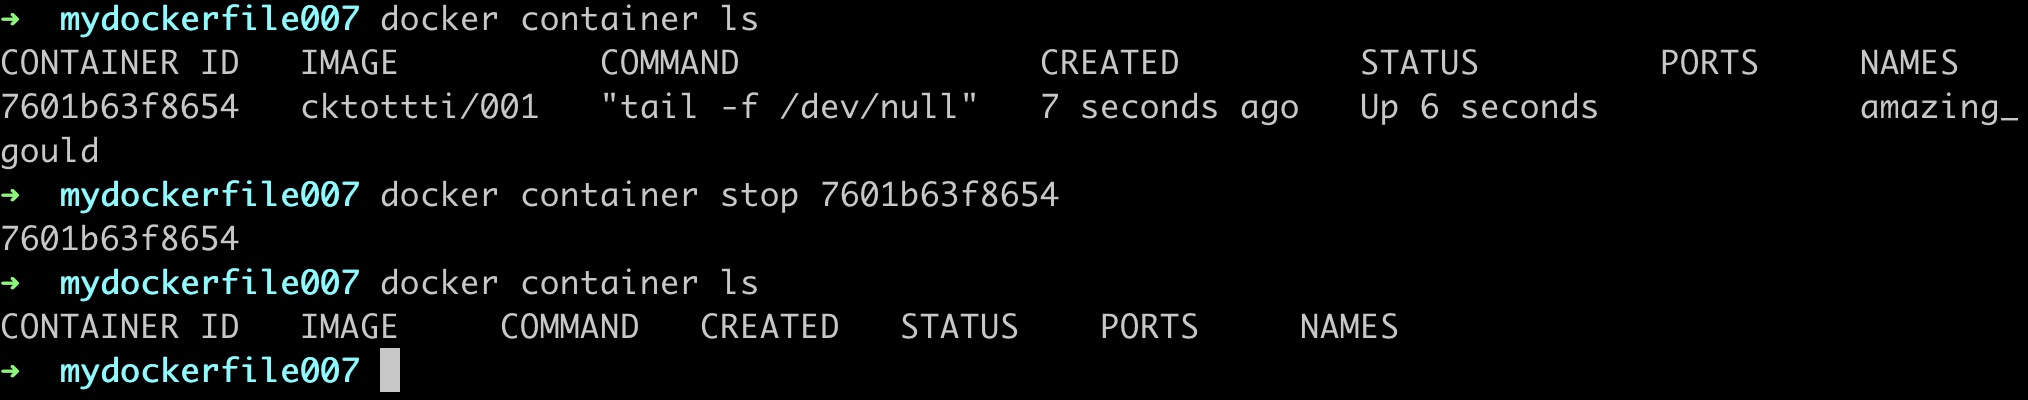 ➜  mydockerfile007 docker container ls
CONTAINER ID   IMAGE          COMMAND               CREATED         STATUS         PORTS     NAMES
7601b63f8654   cktottti/001   "tail -f /dev/null"   7 seconds ago   Up 6 seconds             amazing_
gould
➜  mydockerfile007 docker container stop 7601b63f8654
7601b63f8654
➜  mydockerfile007 docker container ls
CONTAINER ID   IMAGE     COMMAND   CREATED   STATUS    PORTS     NAMES
➜  mydockerfile007